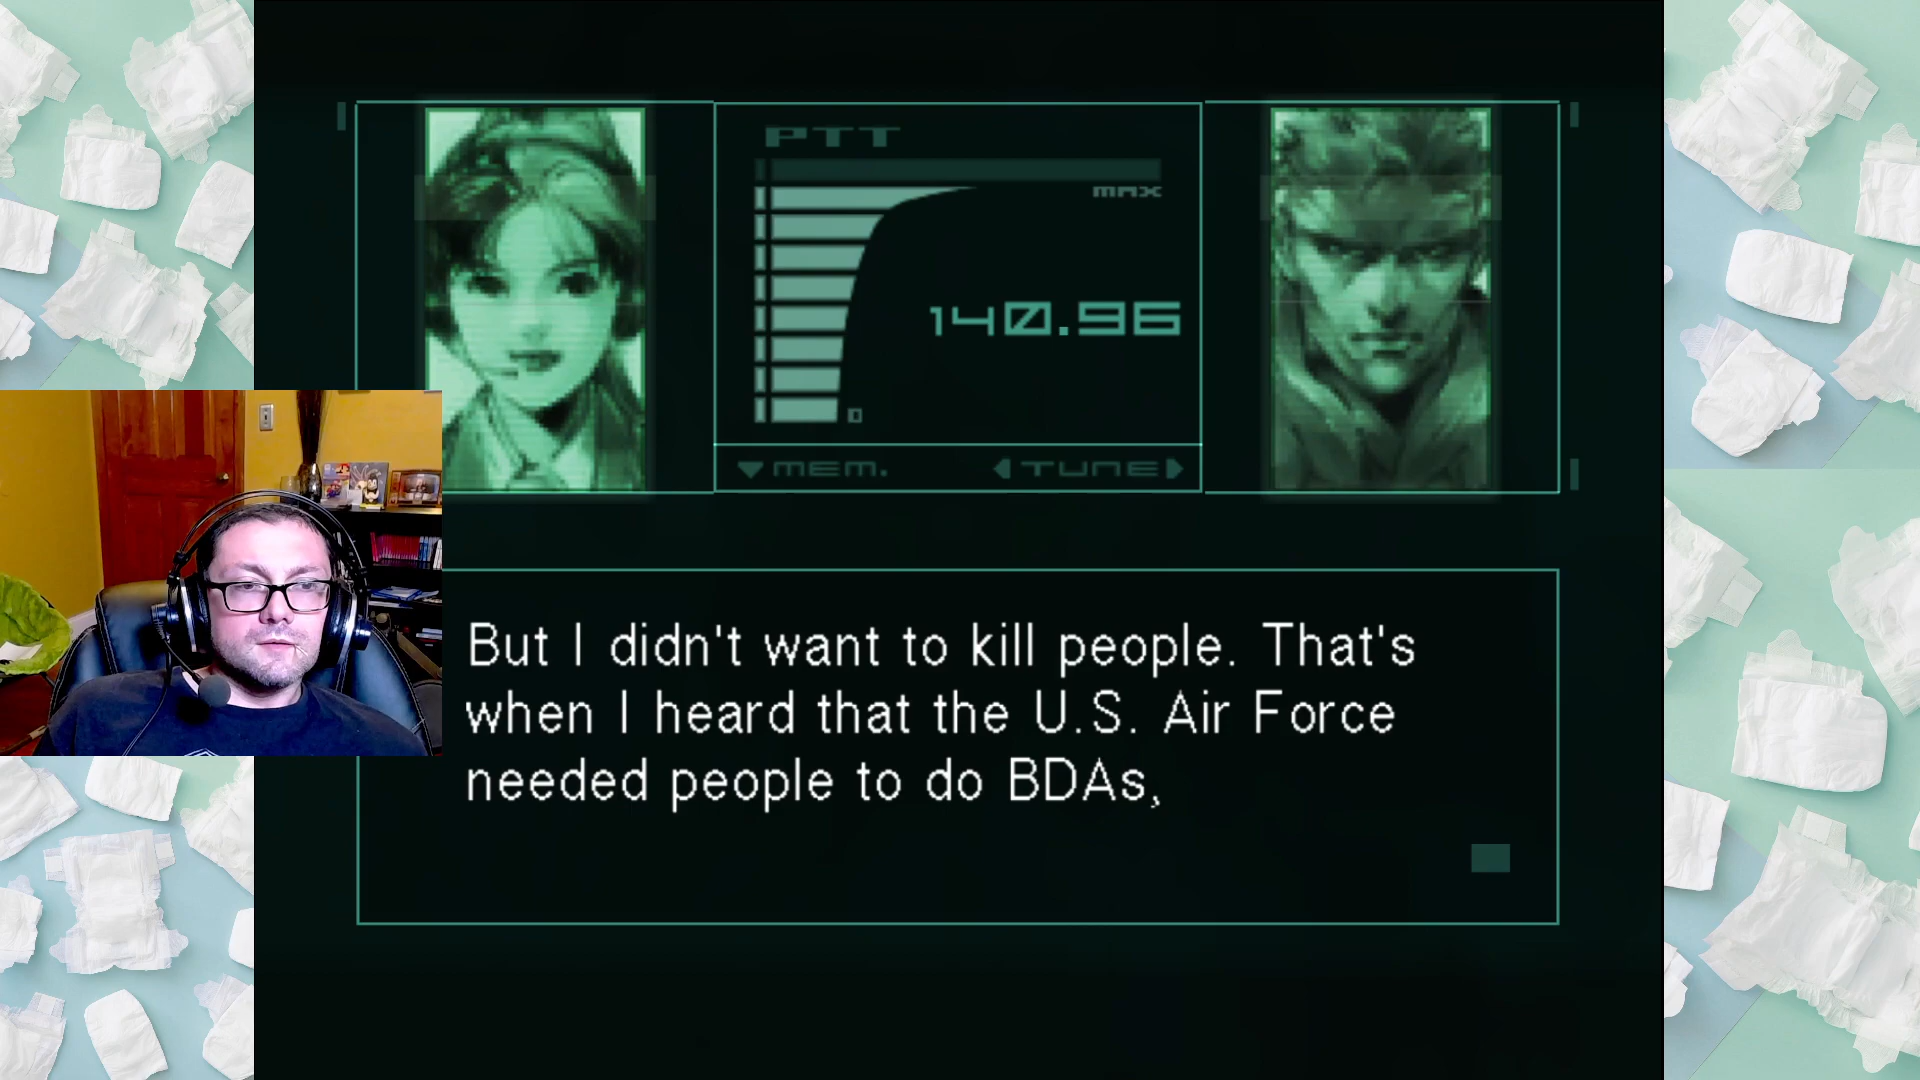 PTT
MAX
140.96
0
MEM.
TUNE
But I didn't want to kill people. That's
when I heard that the U.S. Air Force
needed people to do BDAs,